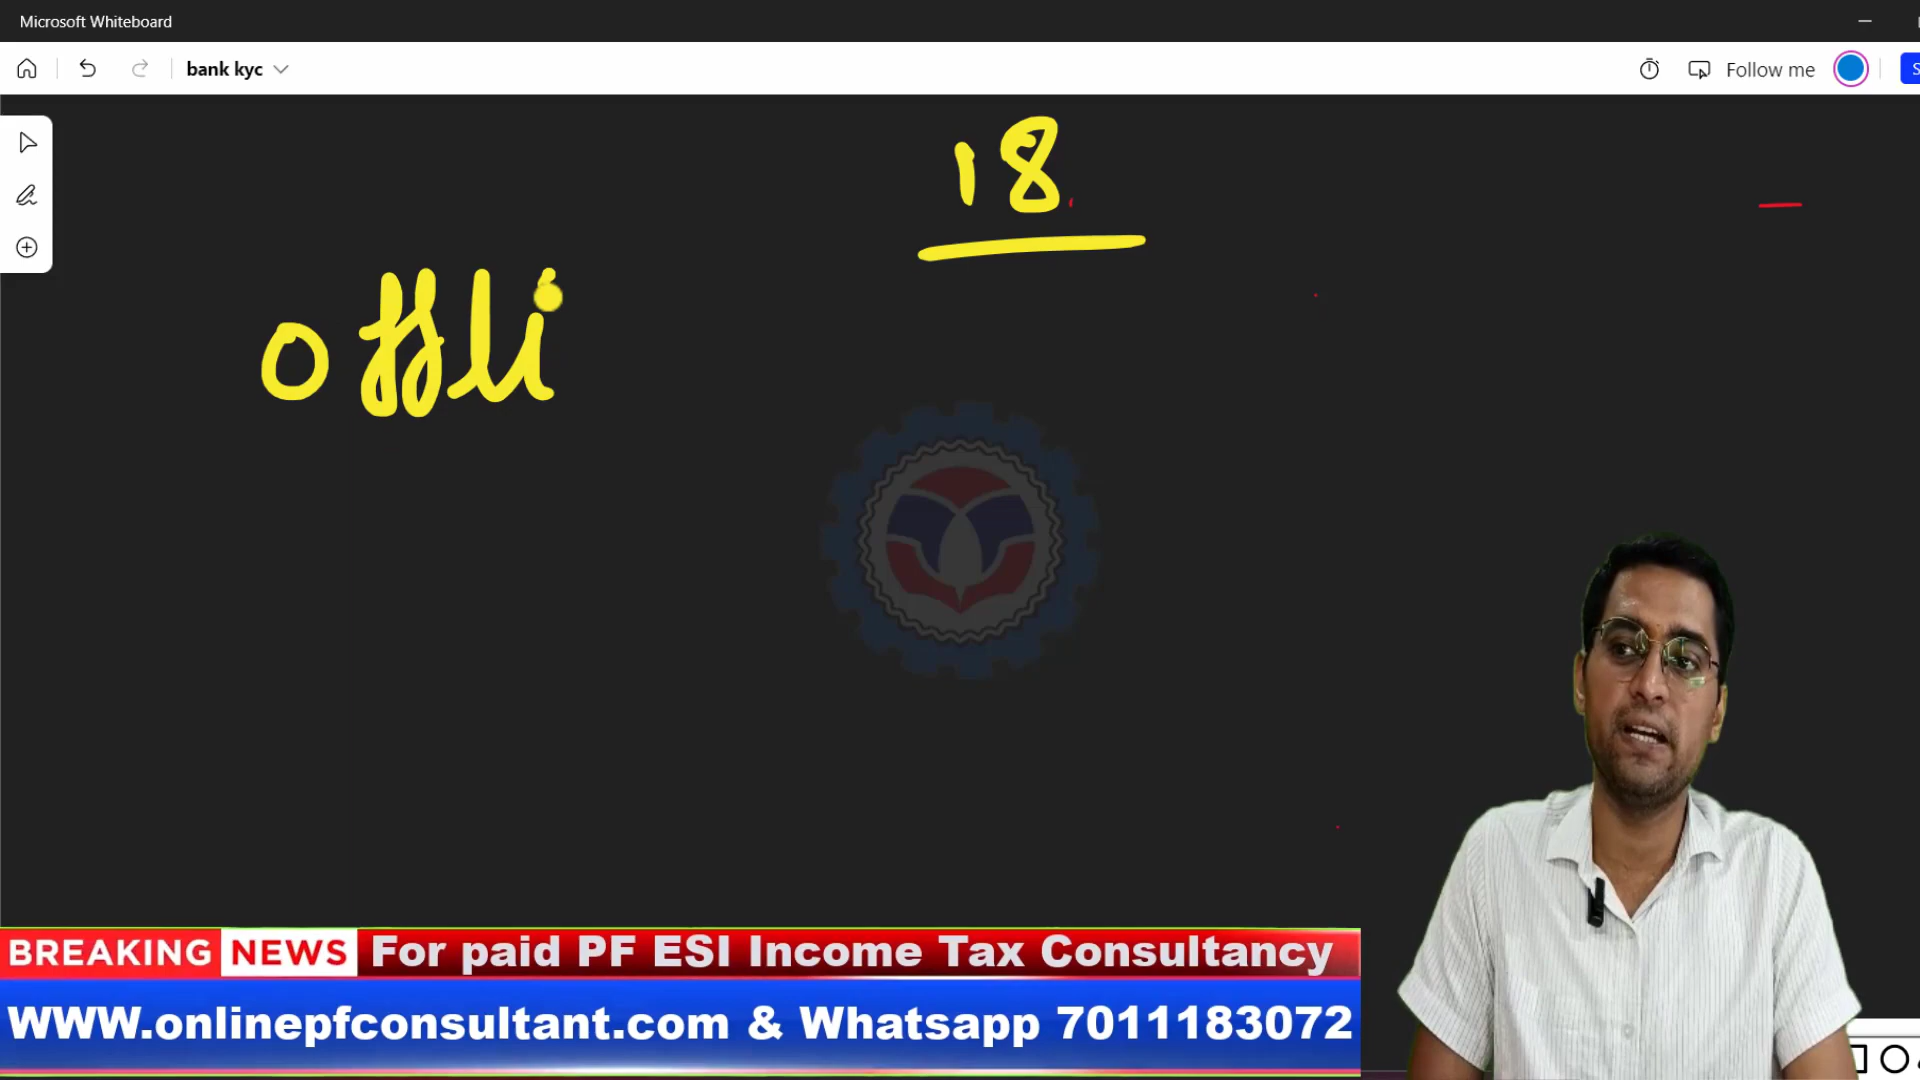 Microsoft Whiteboard
bank kyc
Follow me
18
offli
BREAKING NEWS For paid PF ESI Income Tax Consultancy
WWW.onlinepfconsultant.com & Whatsapp 7011183072